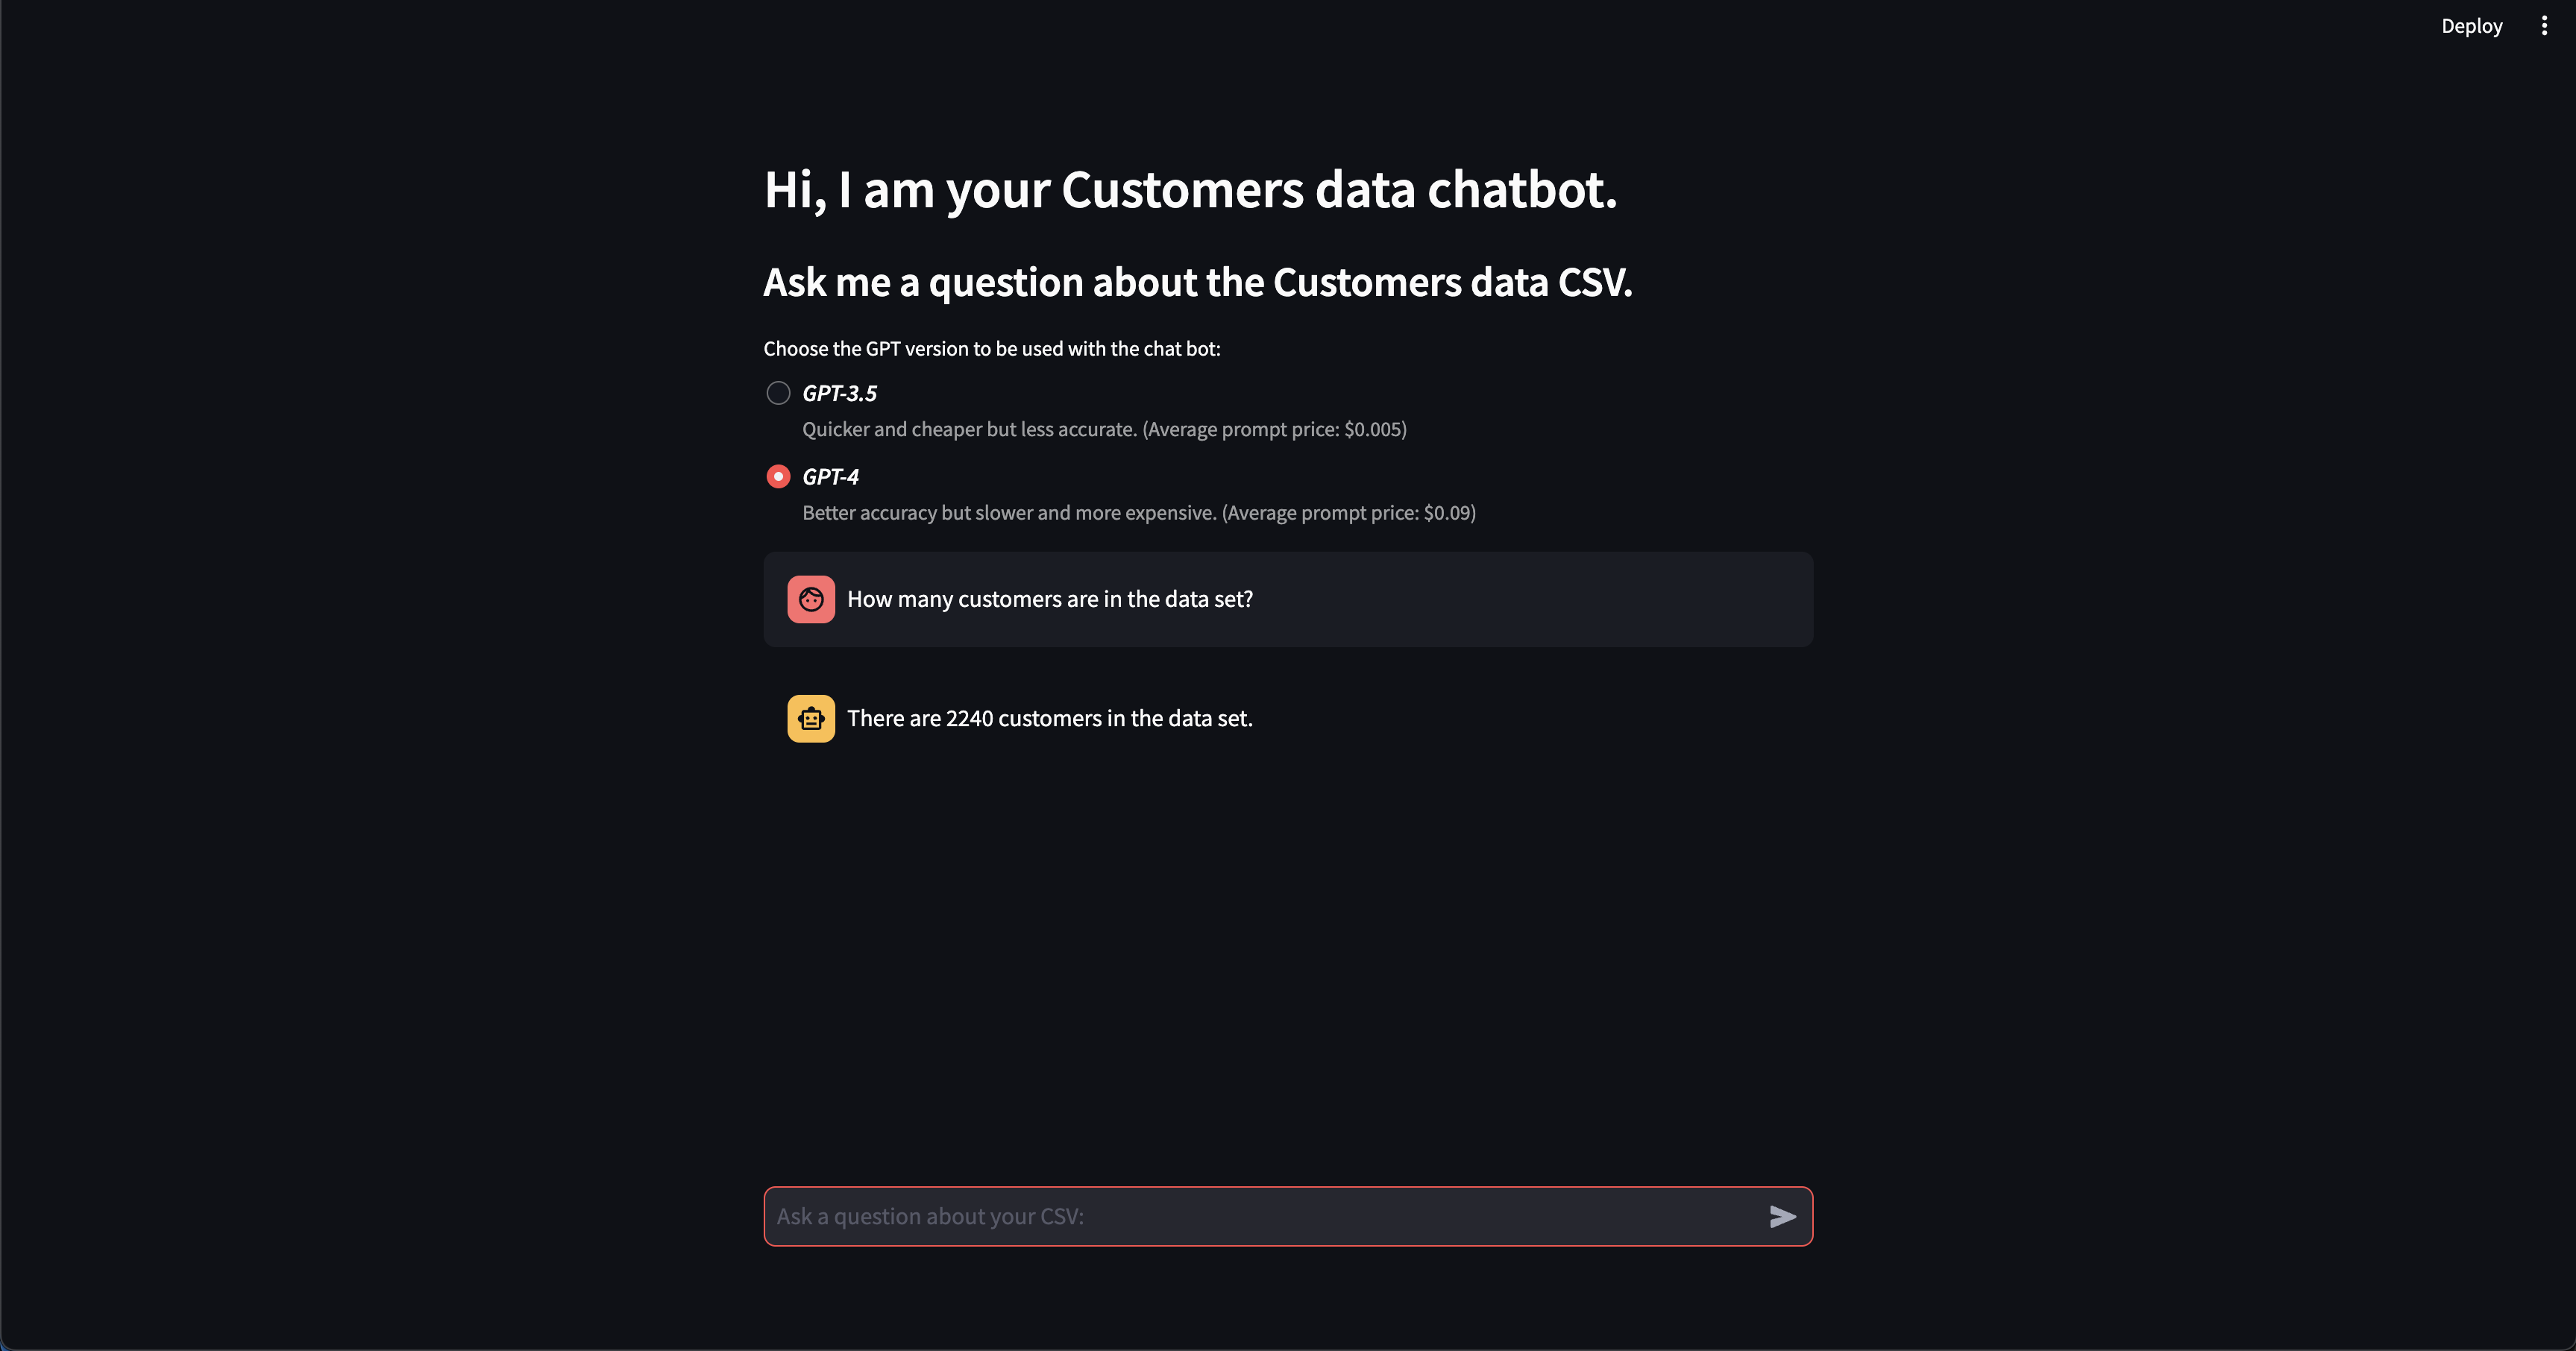 Deploy
Hi, I am your Customers data chatbot.
Ask me a question about the Customers data CSV.
Choose the GPT version to be used with the chat bot:
GPT-3.5
Quicker and cheaper but less accurate. (Average prompt price: $0.005)
GPT-4
Better accuracy but slower and more expensive. (Average prompt price: $0.09)
How many customers are in the data set?
There are 2240 customers in the data set.
Ask a question about your CSV: